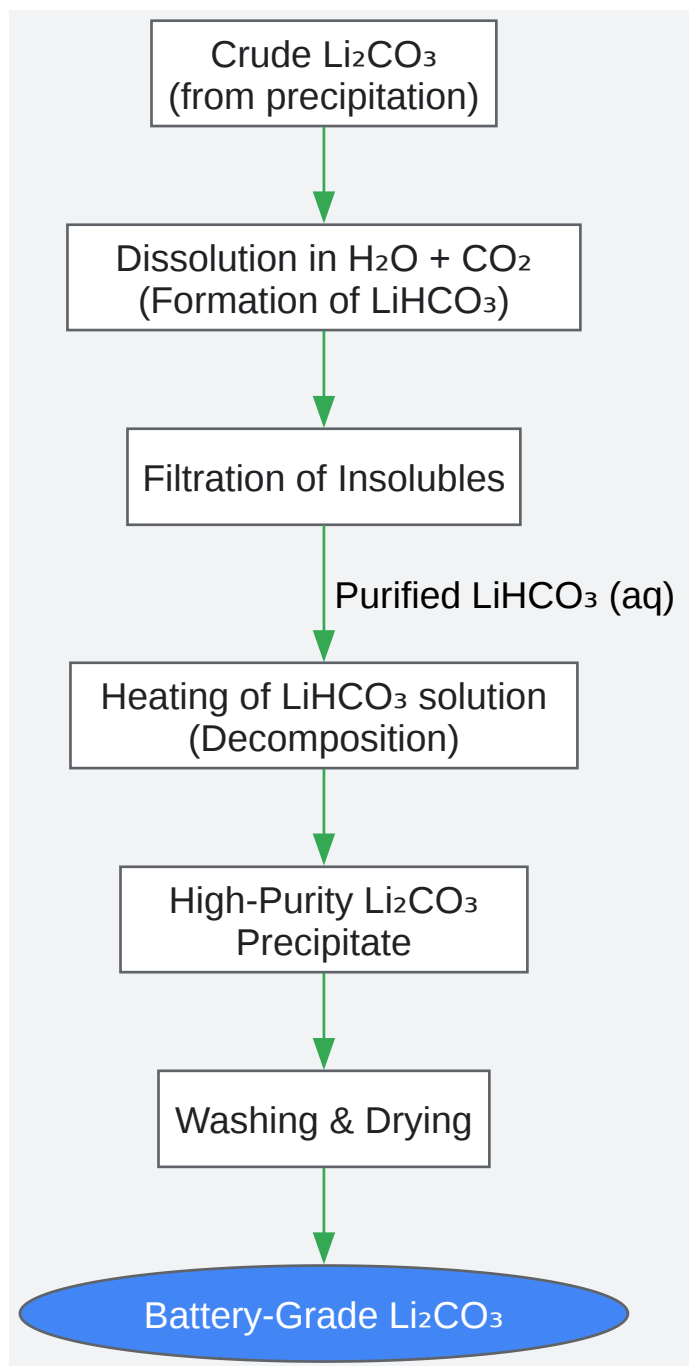 Crude Li₂CO₃
(from precipitation)
Dissolution in H₂O + CO₂
(Formation of LiHCO₃)
Filtration of Insolubles
Purified LiHCO₃ (aq)
Heating of LiHCO₃ solution
(Decomposition)
High-Purity Li₂CO₃
Precipitate
Washing & Drying
Battery-Grade Li₂CO₃